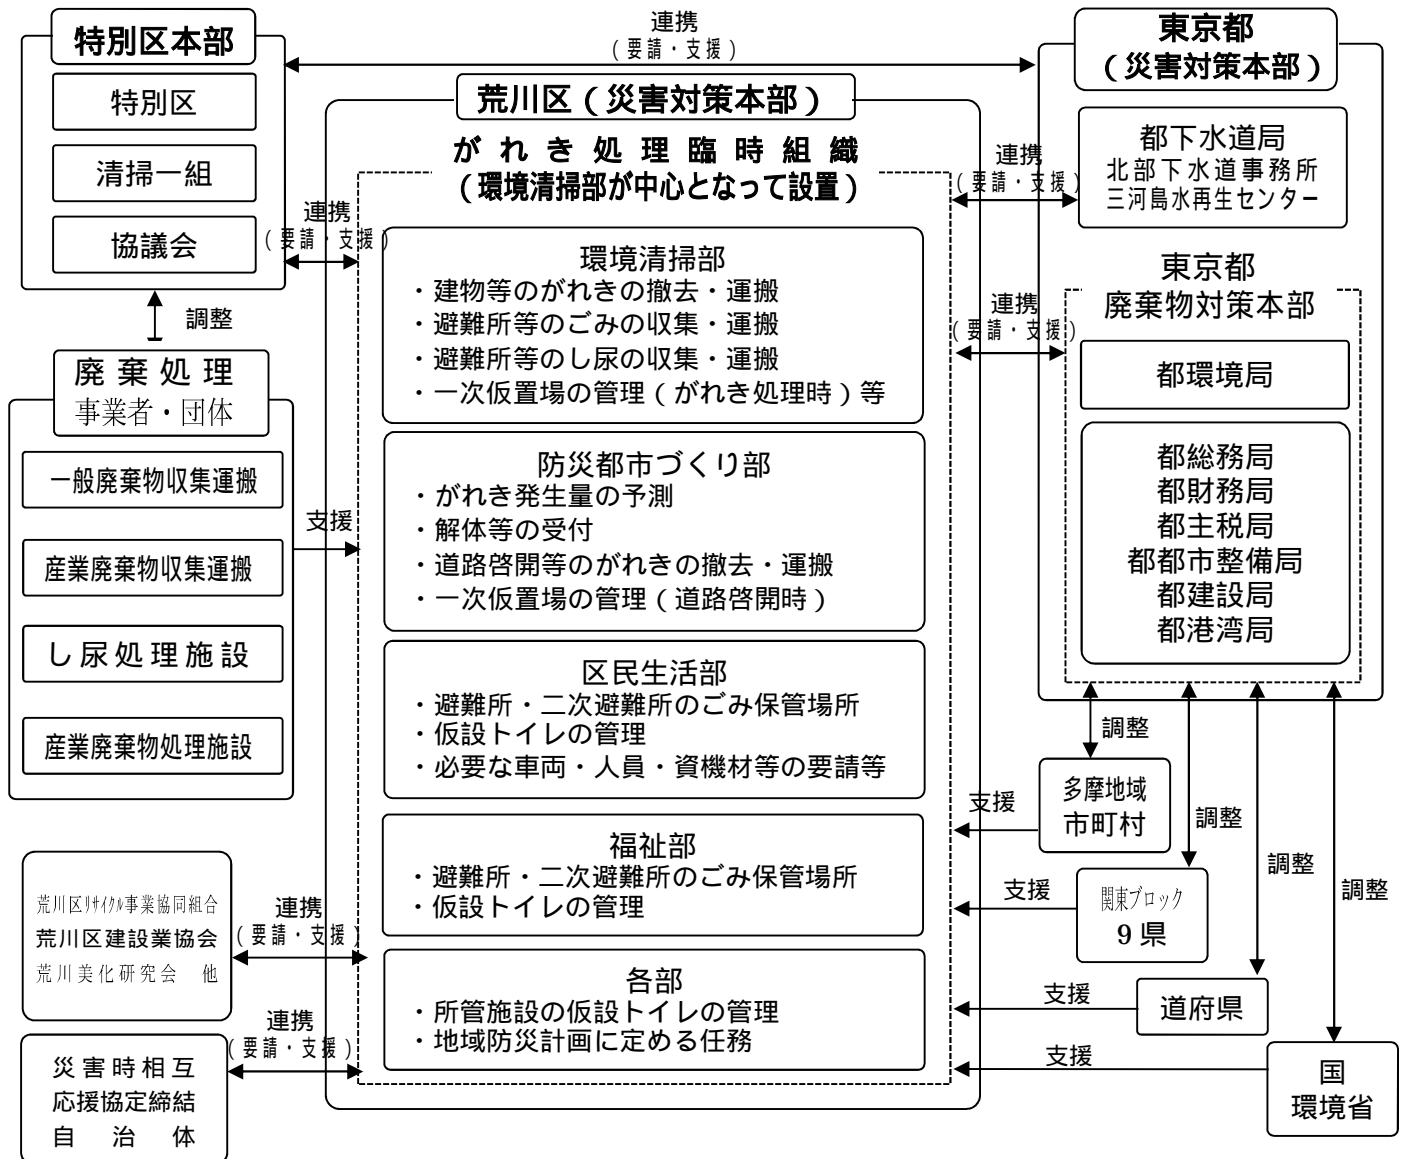 特別区本部
特別区
清掃一組
協議会
調整
廃棄処理
事業者・団体
一般廃棄物収集運搬
産業廃棄物収集運搬
し尿処理施設
産業廃棄物処理施設
荒川区リサイクル事業協同組合
荒川区建設業協会
荒川美化研究会　他
災害時相互
応援協定締結
自　治　体
連携
（要請・支援）
連携
（要請・支援）
支援
連携
（要請・支援）
連携
（要請・支援）
荒川区（災害対策本部）
がれき処理臨時組織
（環境清掃部が中心となって設置）
環境清掃部
・建物等のがれきの撤去・運搬
・避難所等のごみの収集・運搬
・避難所等のし尿の収集・運搬
・一次仮置場の管理（がれき処理時）等
防災都市づくり部
・がれき発生量の予測
・解体等の受付
・道路啓開等のがれきの撤去・運搬
・一次仮置場の管理（道路啓開時）
区民生活部
・避難所・二次避難所のごみ保管場所
・仮設トイレの管理
・必要な車両・人員・資機材等の要請等
福祉部
・避難所・二次避難所のごみ保管場所
・仮設トイレの管理
各部
・所管施設の仮設トイレの管理
・地域防災計画に定める任務
東京都
（災害対策本部）
連携
（要請・支援）
都下水道局
北部下水道事務所
三河島水再生センター
連携
（要請・支援）
東京都
廃棄物対策本部
都環境局
都総務局
都財務局
都主税局
都都市整備局
都建設局
都港湾局
調整
支援
多摩地域
市町村
調整
支援
関東ブロック
9県
調整
支援
道府県
調整
支援
国
環境省